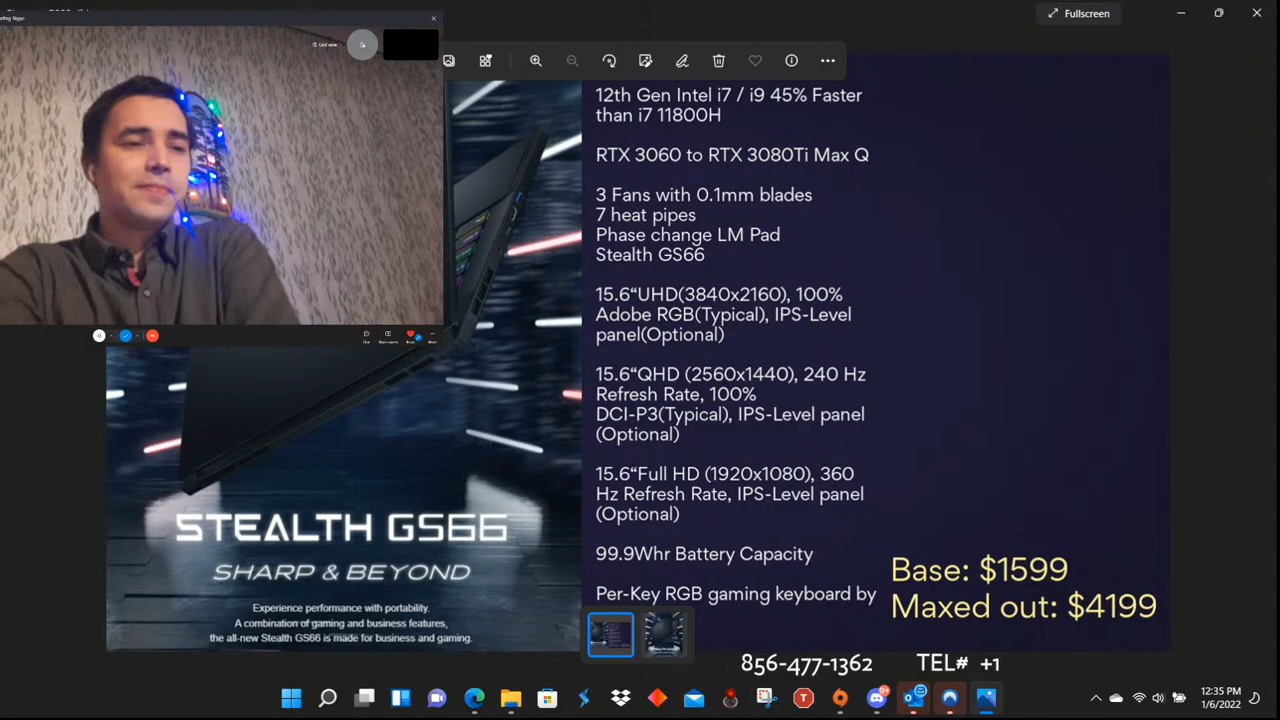 Fullscreen
Grid view
12th Gen Intel i7 / i9 45% Faster
than i7 11800H
RTX 3060 to RTX 3080Ti Max Q
3 Fans with 0.1mm blades
7 heat pipes
Phase change LM Pad
Stealth GS66
15.6“UHD(3840x2160), 100%
Adobe RGB(Typical), IPS-Level
panel(Optional)
15.6“QHD (2560x1440), 240 Hz
Refresh Rate, 100%
DCI-P3(Typical), IPS-Level panel
(Optional)
15.6“Full HD (1920x1080), 360
Hz Refresh Rate, IPS-Level panel
(Optional)
99.9Whr Battery Capacity
Per-Key RGB gaming keyboard by
Base: $1599
Maxed out: $4199
STEALTH GS66
SHARP & BEYOND
Experience performance with portability.
A combination of gaming and business features,
the all-new Stealth GS66 is made for business and gaming.
856-477-1362 TEL# +1
12:35 PM
1/6/2022